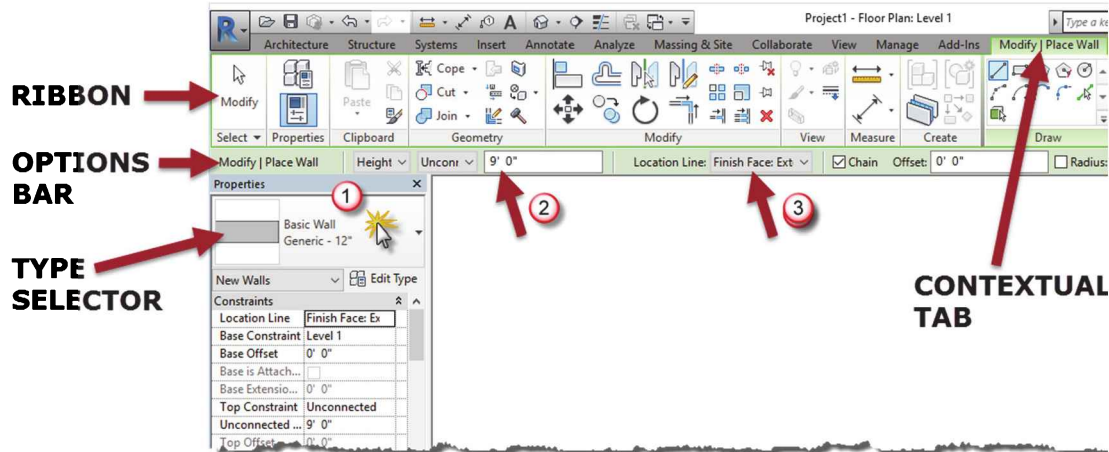 Project1 - Floor Plan: Level 1
Type a ke
R
A
Architecture Structure Systems Insert Annotate Analyze Massing & Site Collaborate View Manage Add-Ins Modify | Place Wall
RIBBON
Modify
Paste
Cope
Cut
Join
Select Properties Clipboard Geometry Modify View Measure Create Draw
OPTIONS
BAR
Modify | Place Wall Height Unconr 9' 0" Location Line: Finish Face: Ext Chain Offset: 0' 0" Radius:
Properties
1
2
3
Basic Wall
Generic - 12"
TYPE
SELECTOR
New Walls Edit Type
Constraints
Location Line Finish Face: Ex
Base Constraint Level 1
Base Offset 0' 0"
Base is Attach...
Base Extensio... 0' 0"
Top Constraint Unconnected
Unconnected ... 9' 0"
Top Offset 0' 0"
CONTEXTUAL
TAB